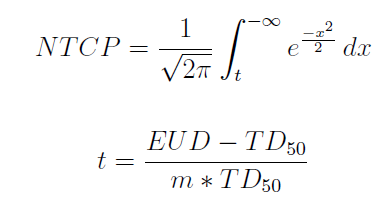 NTCP = \frac{1}{\sqrt{2\pi}} \int_{t}^{-\infty} e^{\frac{-x^2}{2}} dx
t = \frac{EUD - TD_{50}}{m * TD_{50}}